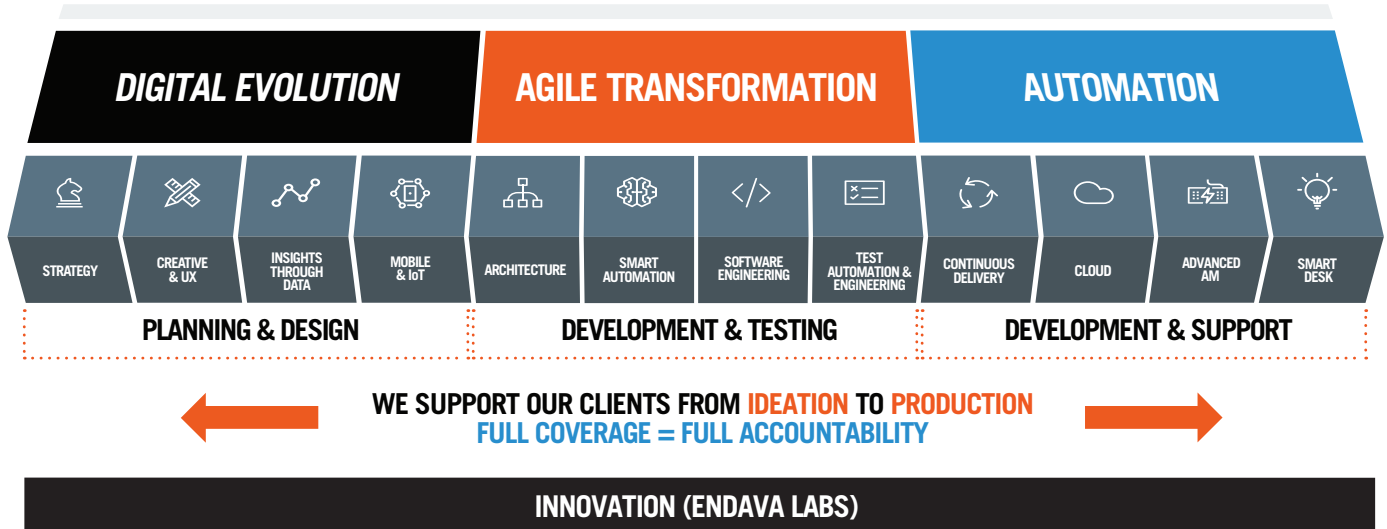 DIGITAL EVOLUTION
AGILE TRANSFORMATION
AUTOMATION
STRATEGY
CREATIVE
& UX
INSIGHTS
THROUGH
DATA
MOBILE
& IoT
ARCHITECTURE
SMART
AUTOMATION
</>
SOFTWARE
ENGINEERING
TEST
AUTOMATION &
ENGINEERING
CONTINUOUS
DELIVERY
CLOUD
ADVANCED
AM
SMART
DESK
PLANNING & DESIGN
DEVELOPMENT & TESTING
DEVELOPMENT & SUPPORT
WE SUPPORT OUR CLIENTS FROM IDEATION TO PRODUCTION
FULL COVERAGE = FULL ACCOUNTABILITY
INNOVATION (ENDAVA LABS)